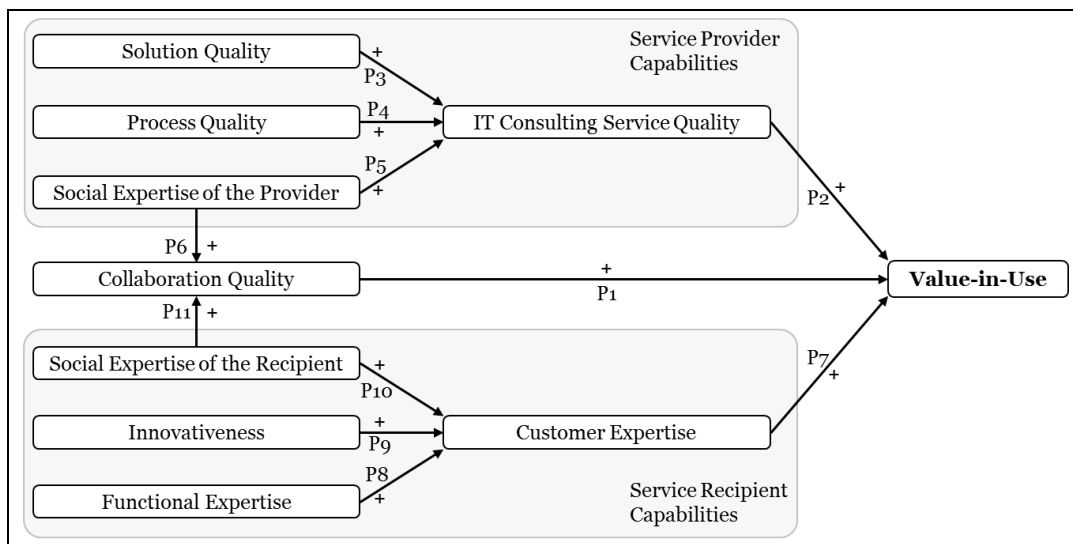 Solution Quality
+
P3
Service Provider
Capabilities
Process Quality
P4
+
IT Consulting Service Quality
P5
+
Social Expertise of the Provider
P2
+
P6
+
Collaboration Quality
+
P1
Value-in-Use
P11
+
Social Expertise of the Recipient
+
P10
P7
+
Innovativeness
+
P9
Customer Expertise
P8
+
Functional Expertise
Service Recipient
Capabilities